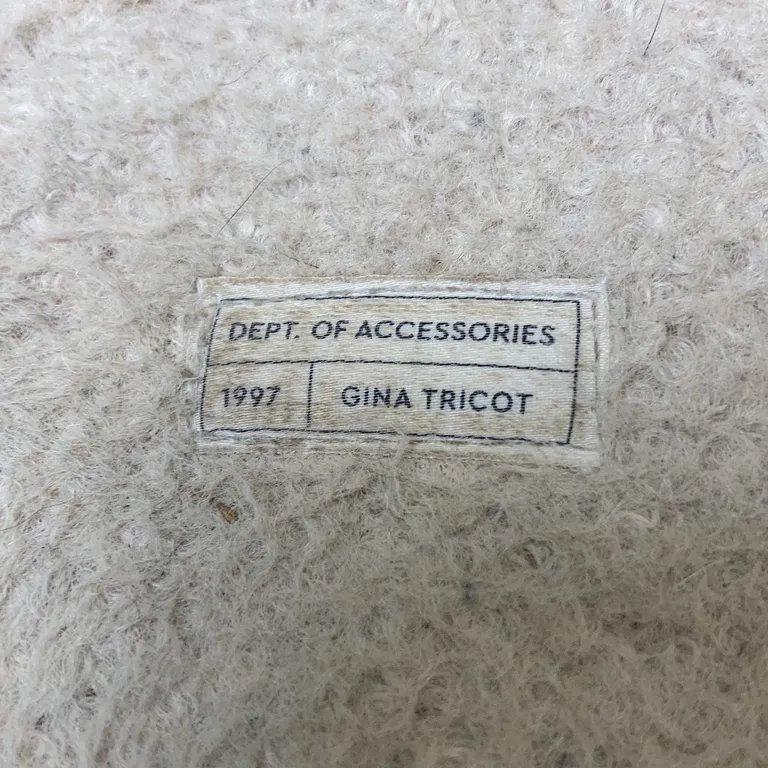 DEPT. OF ACCESSORIES
1997 GINA TRICOT